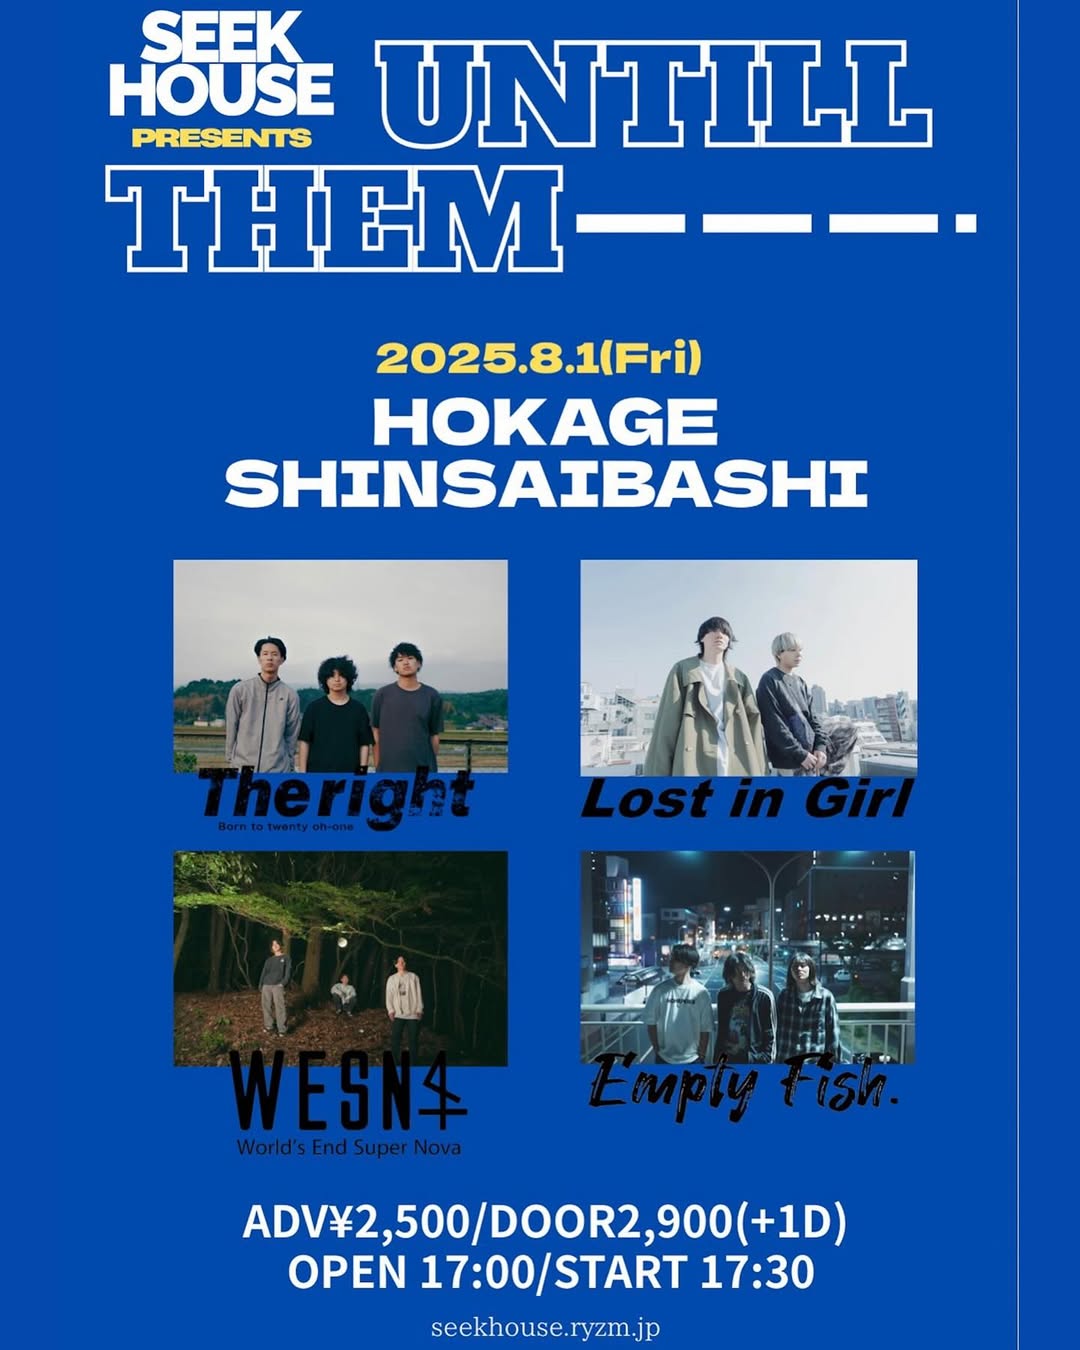 SEEK
HOUSE
PRESENTS
UNTILL
THEM———.
2025.8.1(Fri)
HOKAGE
SHINSAIBASHI
Theright
Born to twenty oh-one
Lost in Girl
WESN
World's End Super Nova
Empty Fish.
ADV¥2,500/DOOR2,900(+1D)
OPEN 17:00/START 17:30
seekhouse.ryzm.jp